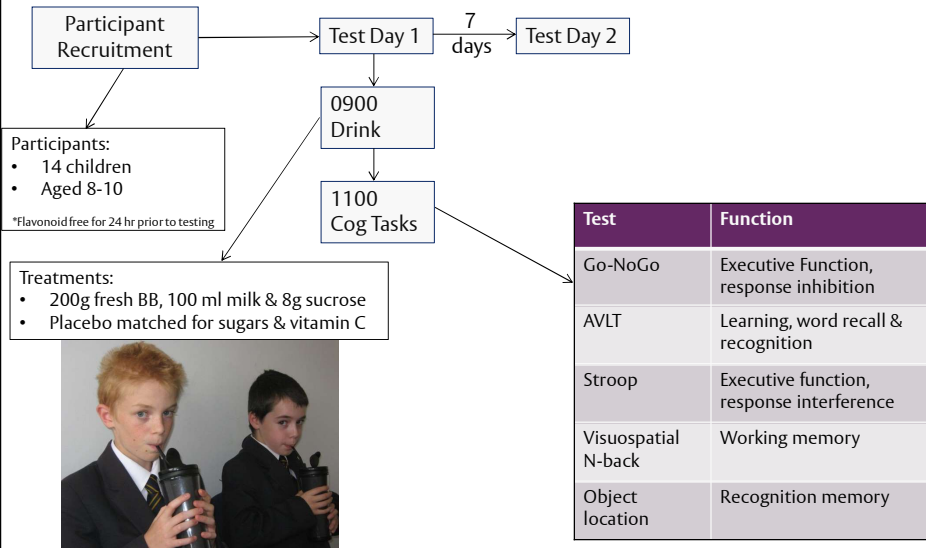 Participant
Recruitment
Test Day 1
7
days
Test Day 2
0900
Drink
Participants:
• 14 children
• Aged 8-10
*Flavonoid free for 24 hr prior to testing
1100
Cog Tasks
Treatments:
• 200g fresh BB, 100 ml milk & 8g sucrose
• Placebo matched for sugars & vitamin C
Test Function
Go-NoGo Executive Function,
response inhibition
AVLT Learning, word recall &
recognition
Stroop Executive function,
response interference
Visuospatial Working memory
N-back
Object Recognition memory
location